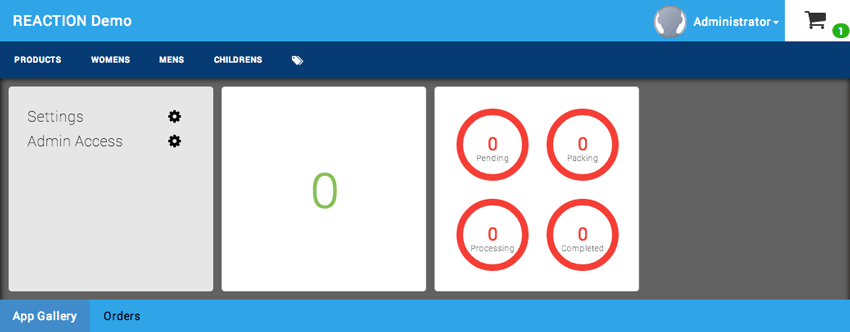 REACTION Demo
Administrator
1
PRODUCTS
WOMENS
MENS
CHILDRENS
Settings
Admin Access
0
0
Pending
0
Packing
0
Processing
0
Completed
App Gallery
Orders